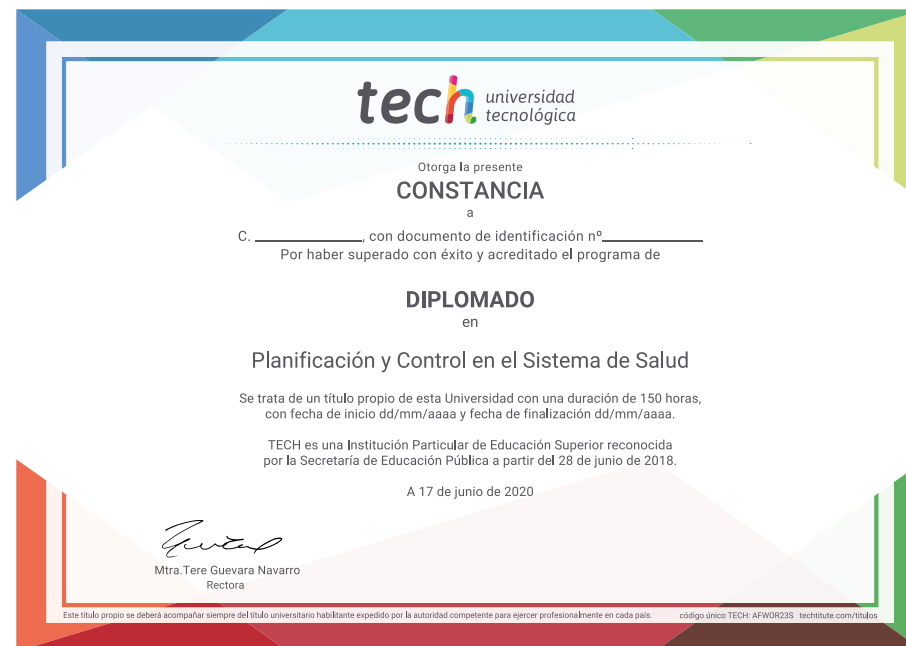 tech universidad
tecnológica
Otorga la presente
CONSTANCIA
a
C. ____________, con documento de identificación nº____________
Por haber superado con éxito y acreditado el programa de
DIPLOMADO
en
Planificación y Control en el Sistema de Salud
Se trata de un título propio de esta Universidad con una duración de 150 horas,
con fecha de inicio dd/mm/aaaa y fecha de finalización dd/mm/aaaa.
TECH es una Institución Particular de Educación Superior reconocida
por la Secretaría de Educación Pública a partir del 28 de junio de 2018.
A 17 de junio de 2020
Mtra.Tere Guevara Navarro
Rectora
Este título propio se deberá acompañar siempre del título universitario habilitante expedido por la autoridad competente para ejercer profesionalmente en cada país. código único TECH: AFWOR23S techtitute.com/titulos